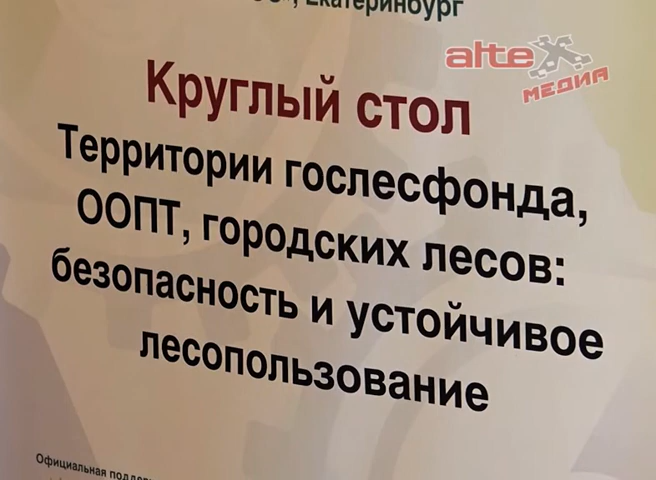 Екатеринбург
alteX
МЕДИА
Круглый стол
Территории гослесфонда,
ООПТ, городских лесов:
безопасность и устойчивое
лесопользование
Официальная